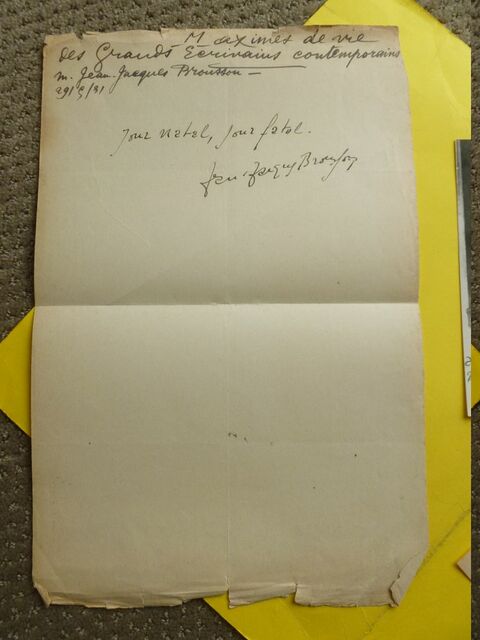 Maximes de vie
des Grands Ecrivains contemporains
M. Jean-Jacques Brousson —
29/5/31
Jour natal, jour fatal.
Jean-Jacques Brousson